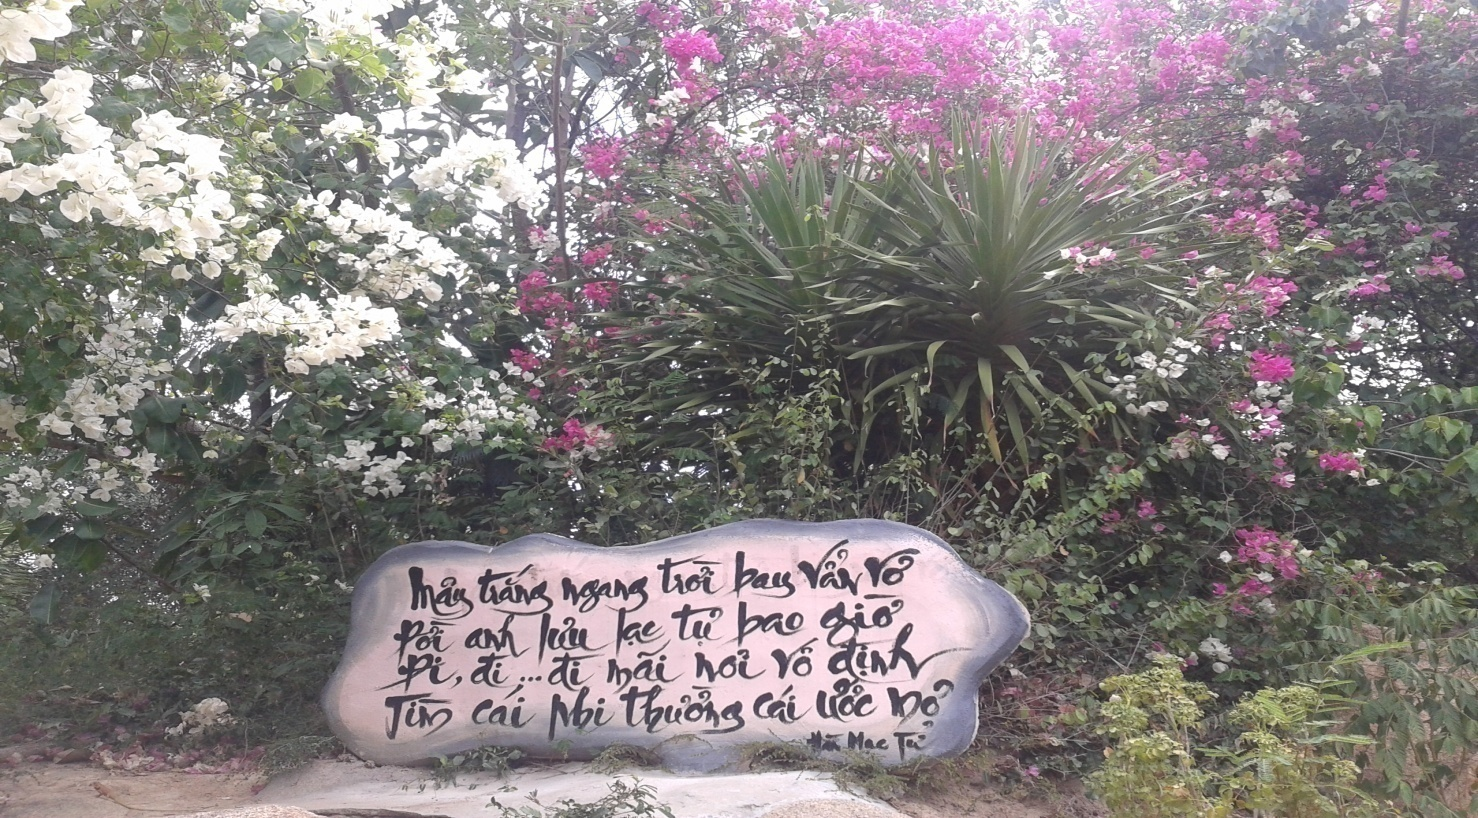 Mây trắng ngang trời bay vẩn vơ
Đời anh lưu lạc tự bao giờ
Đi, đi... đi mãi nơi vô định
Tìm cái phi thường cái ước mơ
Hàn Mạc Tử